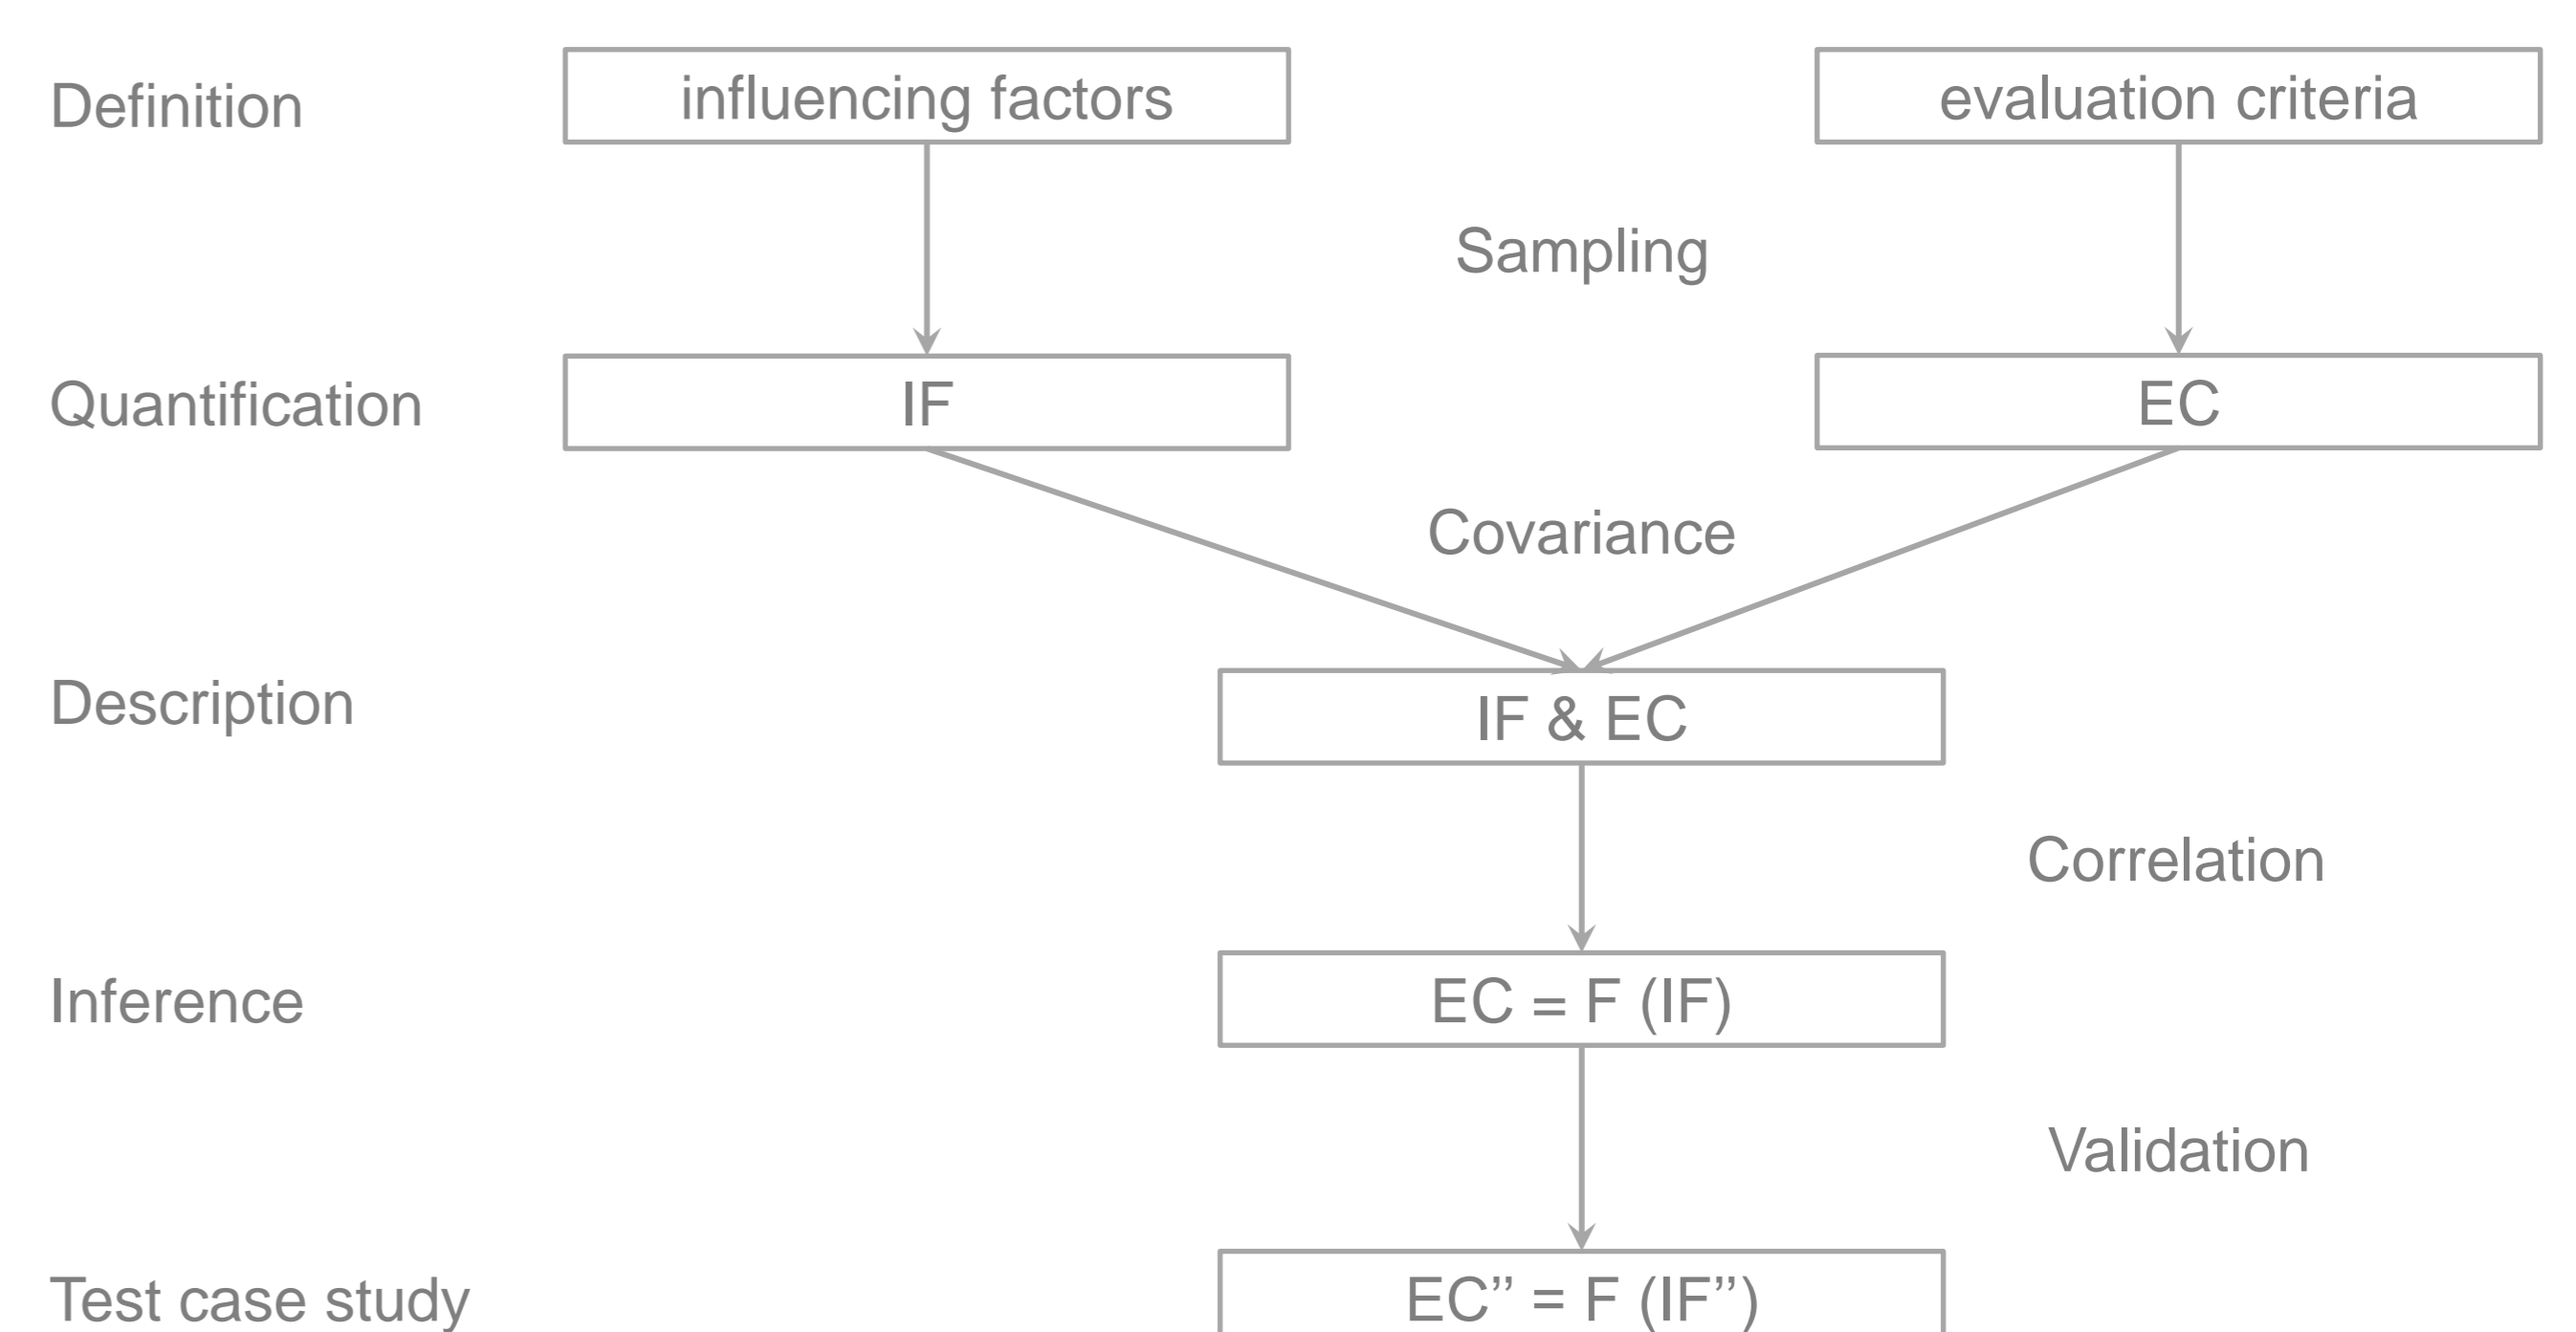 Definition
influencing factors
evaluation criteria
Sampling
Quantification
IF
EC
Covariance
Description
IF & EC
Correlation
Inference
EC = F (IF)
Validation
Test case study
EC’’ = F (IF’’)